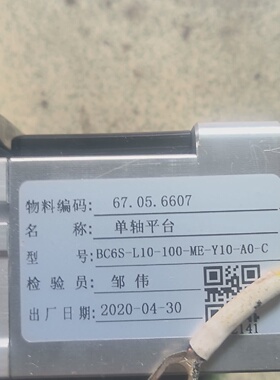 物料编码: 67.05.6607
名称: 单轴平台
型号: BC6S-L10-100-ME-Y10-A0-C
检验员: 邹伟
出厂日期: 2020-04-30